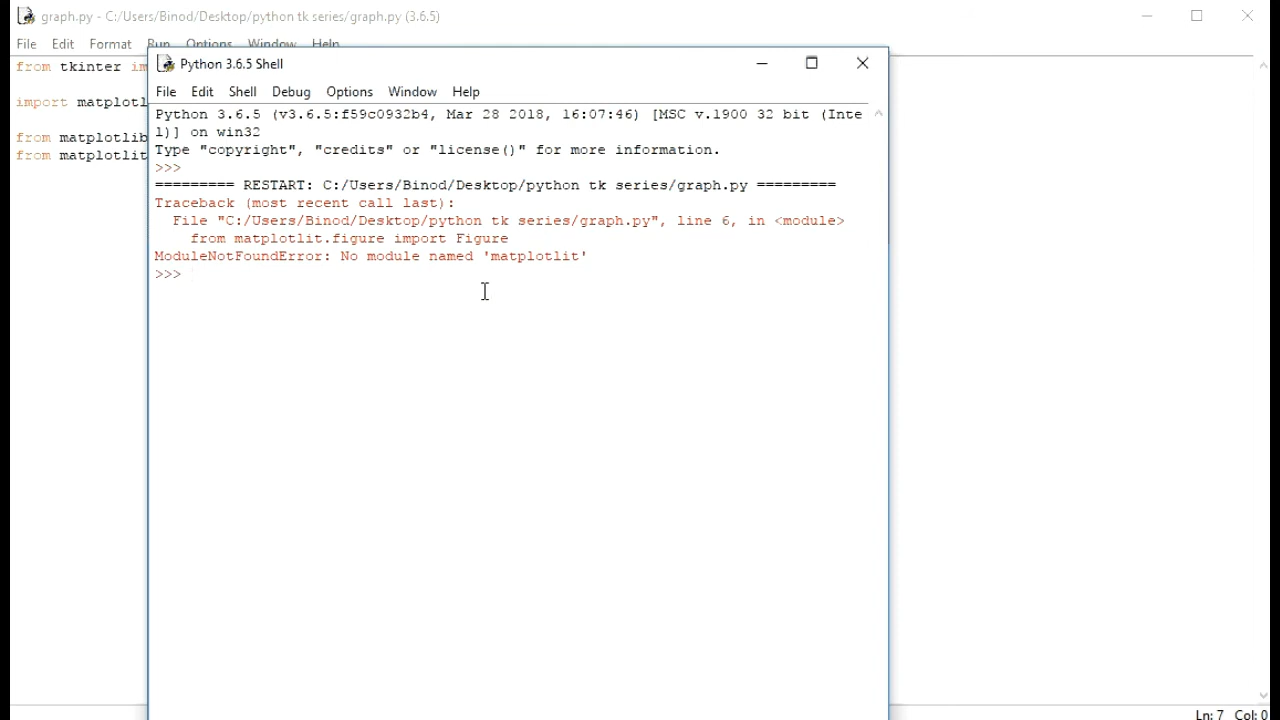 graph.py - C:/Users/Binod/Desktop/python tk series/graph.py (3.6.5)
File Edit Format Run Options Window Help
from tkinter im
import matplotl
from matplotlib
from matplotlit
Python 3.6.5 Shell
File Edit Shell Debug Options Window Help
Python 3.6.5 (v3.6.5:f59c0932b4, Mar 28 2018, 16:07:46) [MSC v.1900 32 bit (Inte
l)] on win32
Type "copyright", "credits" or "license()" for more information.
>>>
========= RESTART: C:/Users/Binod/Desktop/python tk series/graph.py =========
Traceback (most recent call last):
  File "C:/Users/Binod/Desktop/python tk series/graph.py", line 6, in <module>
    from matplotlit.figure import Figure
ModuleNotFoundError: No module named 'matplotlit'
>>>
Ln: 7 Col: 0